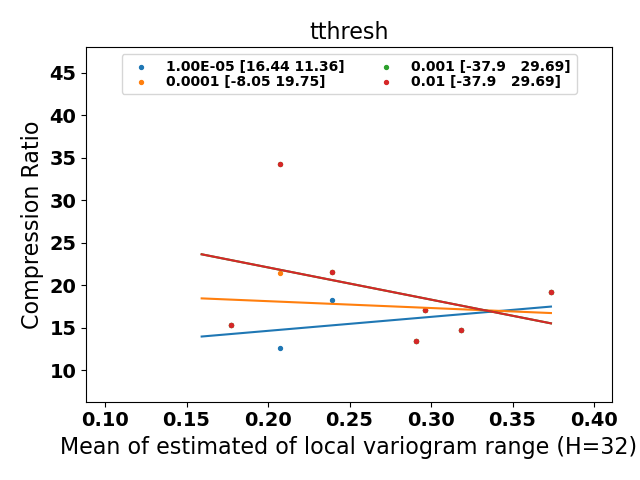 tthresh
1.00E-05 [16.44 11.36]
0.0001 [-8.05 19.75]
0.001 [-37.9   29.69]
0.01 [-37.9   29.69]
Compression Ratio
45
40
35
30
25
20
15
10
0.10 0.15 0.20 0.25 0.30 0.35 0.40
Mean of estimated of local variogram range (H=32)